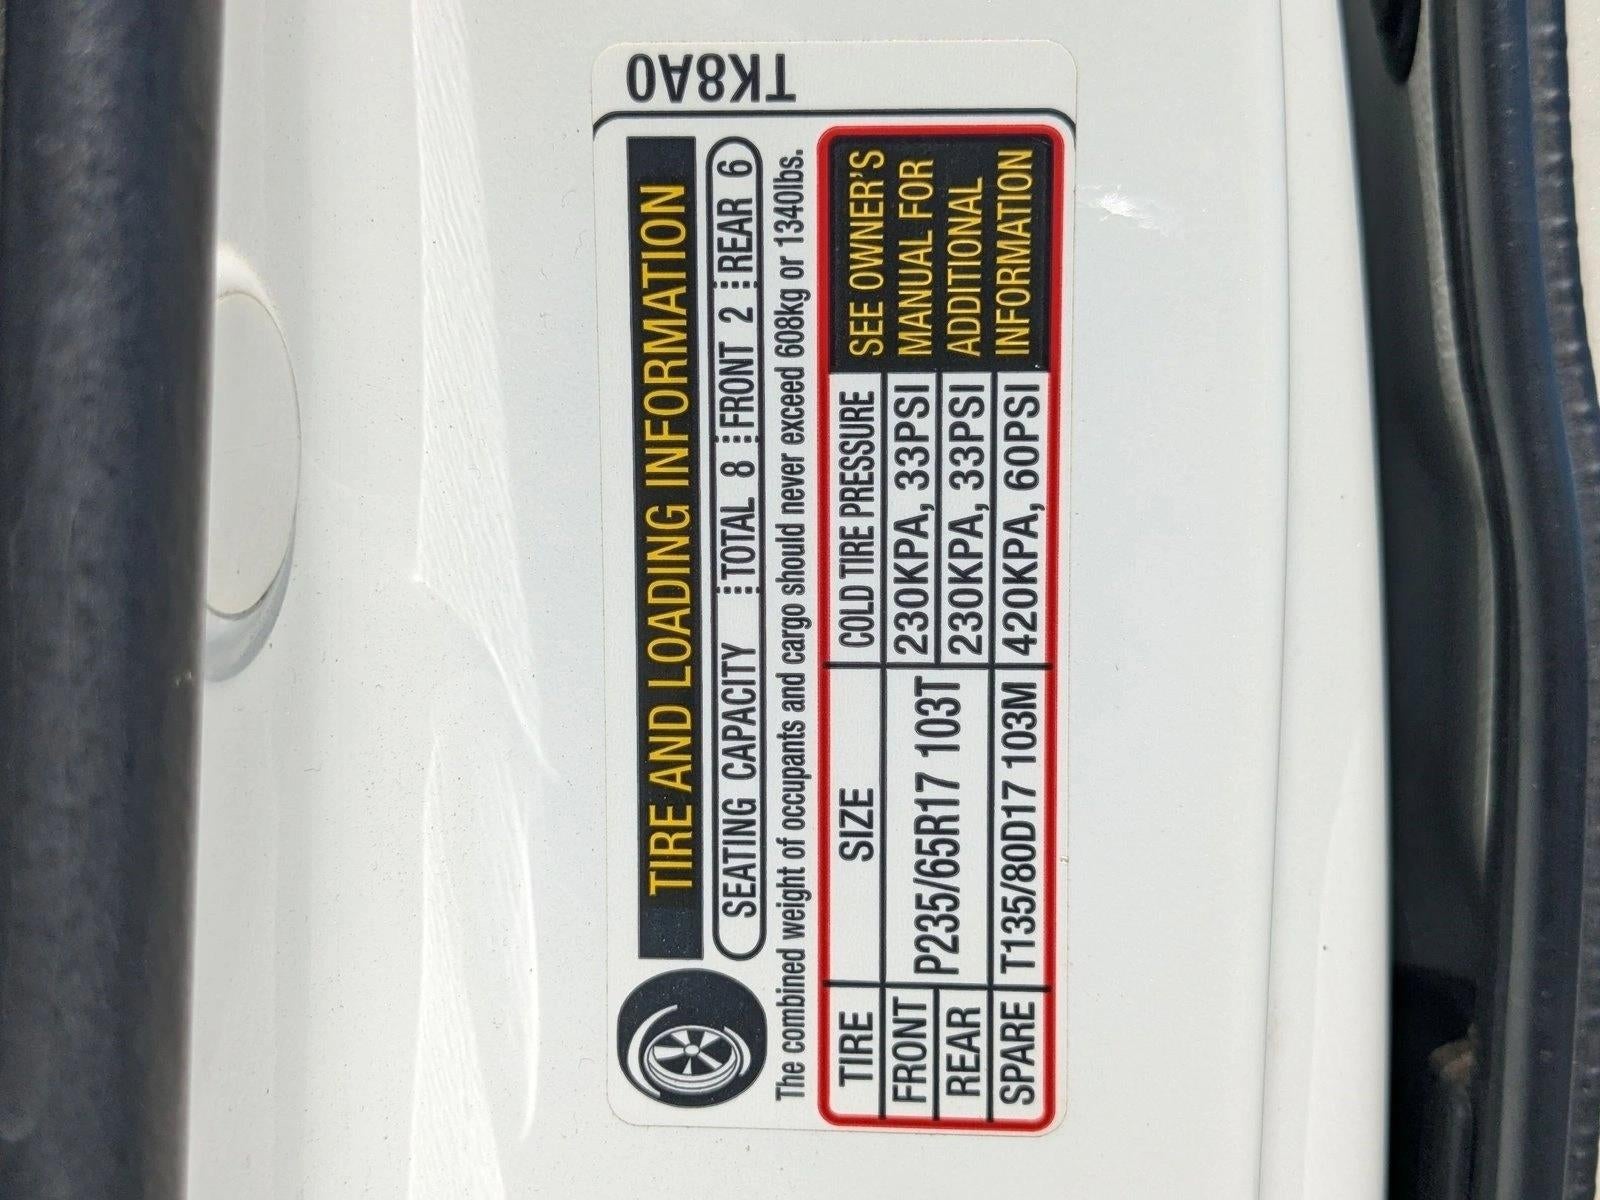 TK8A0
TIRE AND LOADING INFORMATION
SEATING CAPACITY TOTAL 8 FRONT 2 REAR 6
The combined weight of occupants and cargo should never exceed 608kg or 1340lbs.
TIRE SIZE COLD TIRE PRESSURE
FRONT P235/65R17 103T 230KPA, 33PSI
REAR 230KPA, 33PSI
SPARE T135/80D17 103M 420KPA, 60PSI
SEE OWNER'S
MANUAL FOR
ADDITIONAL
INFORMATION